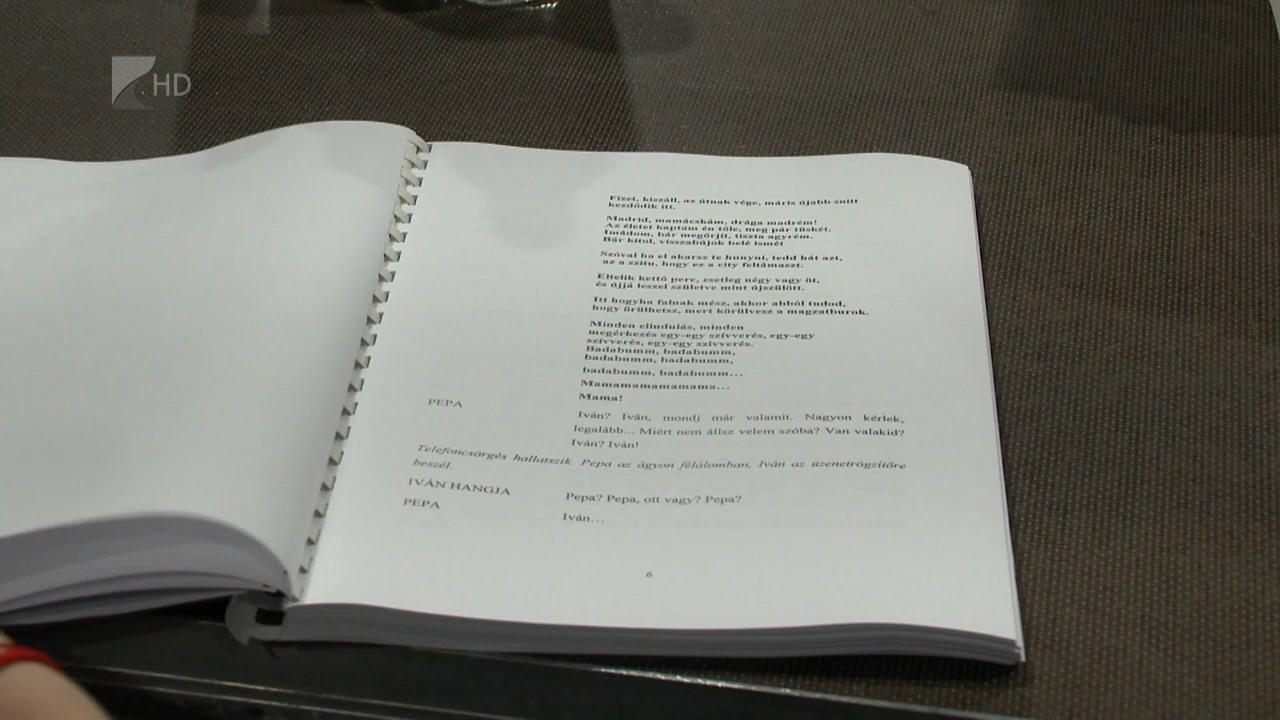 HD
Fizet, kiszáll, az útnak vége, máris újabb snitt
kezdődik itt.
Madrid, mamácskám, drága madrém!
Az életet kaptam én tőle, meg pár tüskét.
Imádom, bár megőrjít, tiszta agyrém.
Bár kitol, visszabújok belé ismét
Szóval ha el akarsz te hunyni, tedd hát azt,
az a szitu, hogy ez a city feltámaszt.
Eltelik kettő perc, esetleg négy vagy öt,
és újjá leszel születve mint újszülött.
Itt hogyha falnak mész, akkor abból tudod,
hogy örülhetsz, mert körülvesz a magzatburok.
Minden elindulás, minden
megérkezés egy-egy szívverés, egy-egy
szívverés, egy-egy szívverés.
Badabumm, badabumm,
badabumm, badabumm,
badabumm, badabumm...
Mamamamamamama...
Mama!
PEPA Iván? Iván, mondj már valamit. Nagyon kérlek,
legalább... Miért nem állsz velem szóba? Van valakid?
Iván? Iván!
Telefoncsörgés hallatszik. Pepa az ágyon félálomban, Iván az üzenetrögzítőre
beszél.
IVÁN HANGJA Pepa? Pepa, ott vagy? Pepa?
PEPA Iván...
6